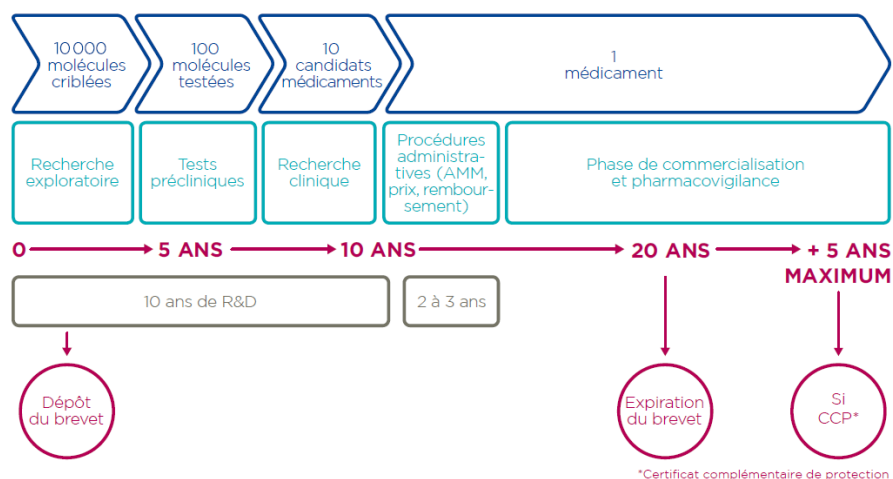 10 000
molécules
criblées
100
molécules
testées
10
candidats
médicaments
1
médicament
Recherche
exploratoire
Tests
précliniques
Recherche
clinique
Procédures
administra-
tives (AMM,
prix, rembour-
sement)
Phase de commercialisation
et pharmacovigilance
0
5 ANS
10 ANS
20 ANS
+ 5 ANS
MAXIMUM
10 ans de R&D
2 à 3 ans
Dépôt
du brevet
Expiration
du brevet
Si
CCP*
*Certificat complémentaire de protection